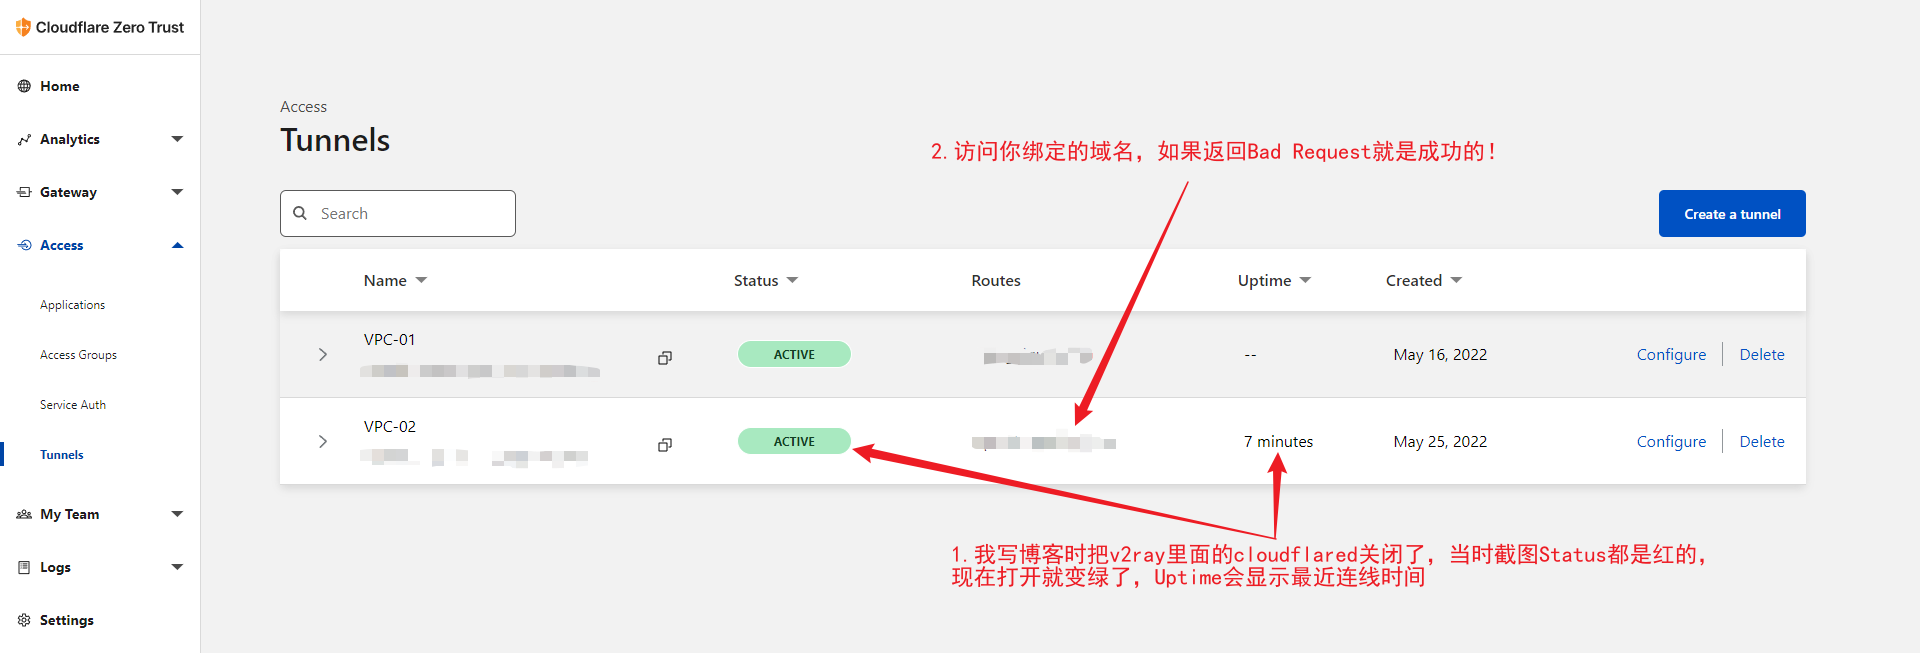 Cloudflare Zero Trust
Home
Analytics
Gateway
Access
Applications
Access Groups
Service Auth
Tunnels
My Team
Logs
Settings
Access
Tunnels
2.访问你绑定的域名，如果返回Bad Request就是成功的！
Search
Create a tunnel
Name Status Routes Uptime Created
VPC-01
ACTIVE -- May 16, 2022 Configure Delete
VPC-02
ACTIVE 7 minutes May 25, 2022 Configure Delete
1.我写博客时把v2ray里面的cloudflared关闭了，当时截图Status都是红的，
现在打开就变绿了，Uptime会显示最近连线时间